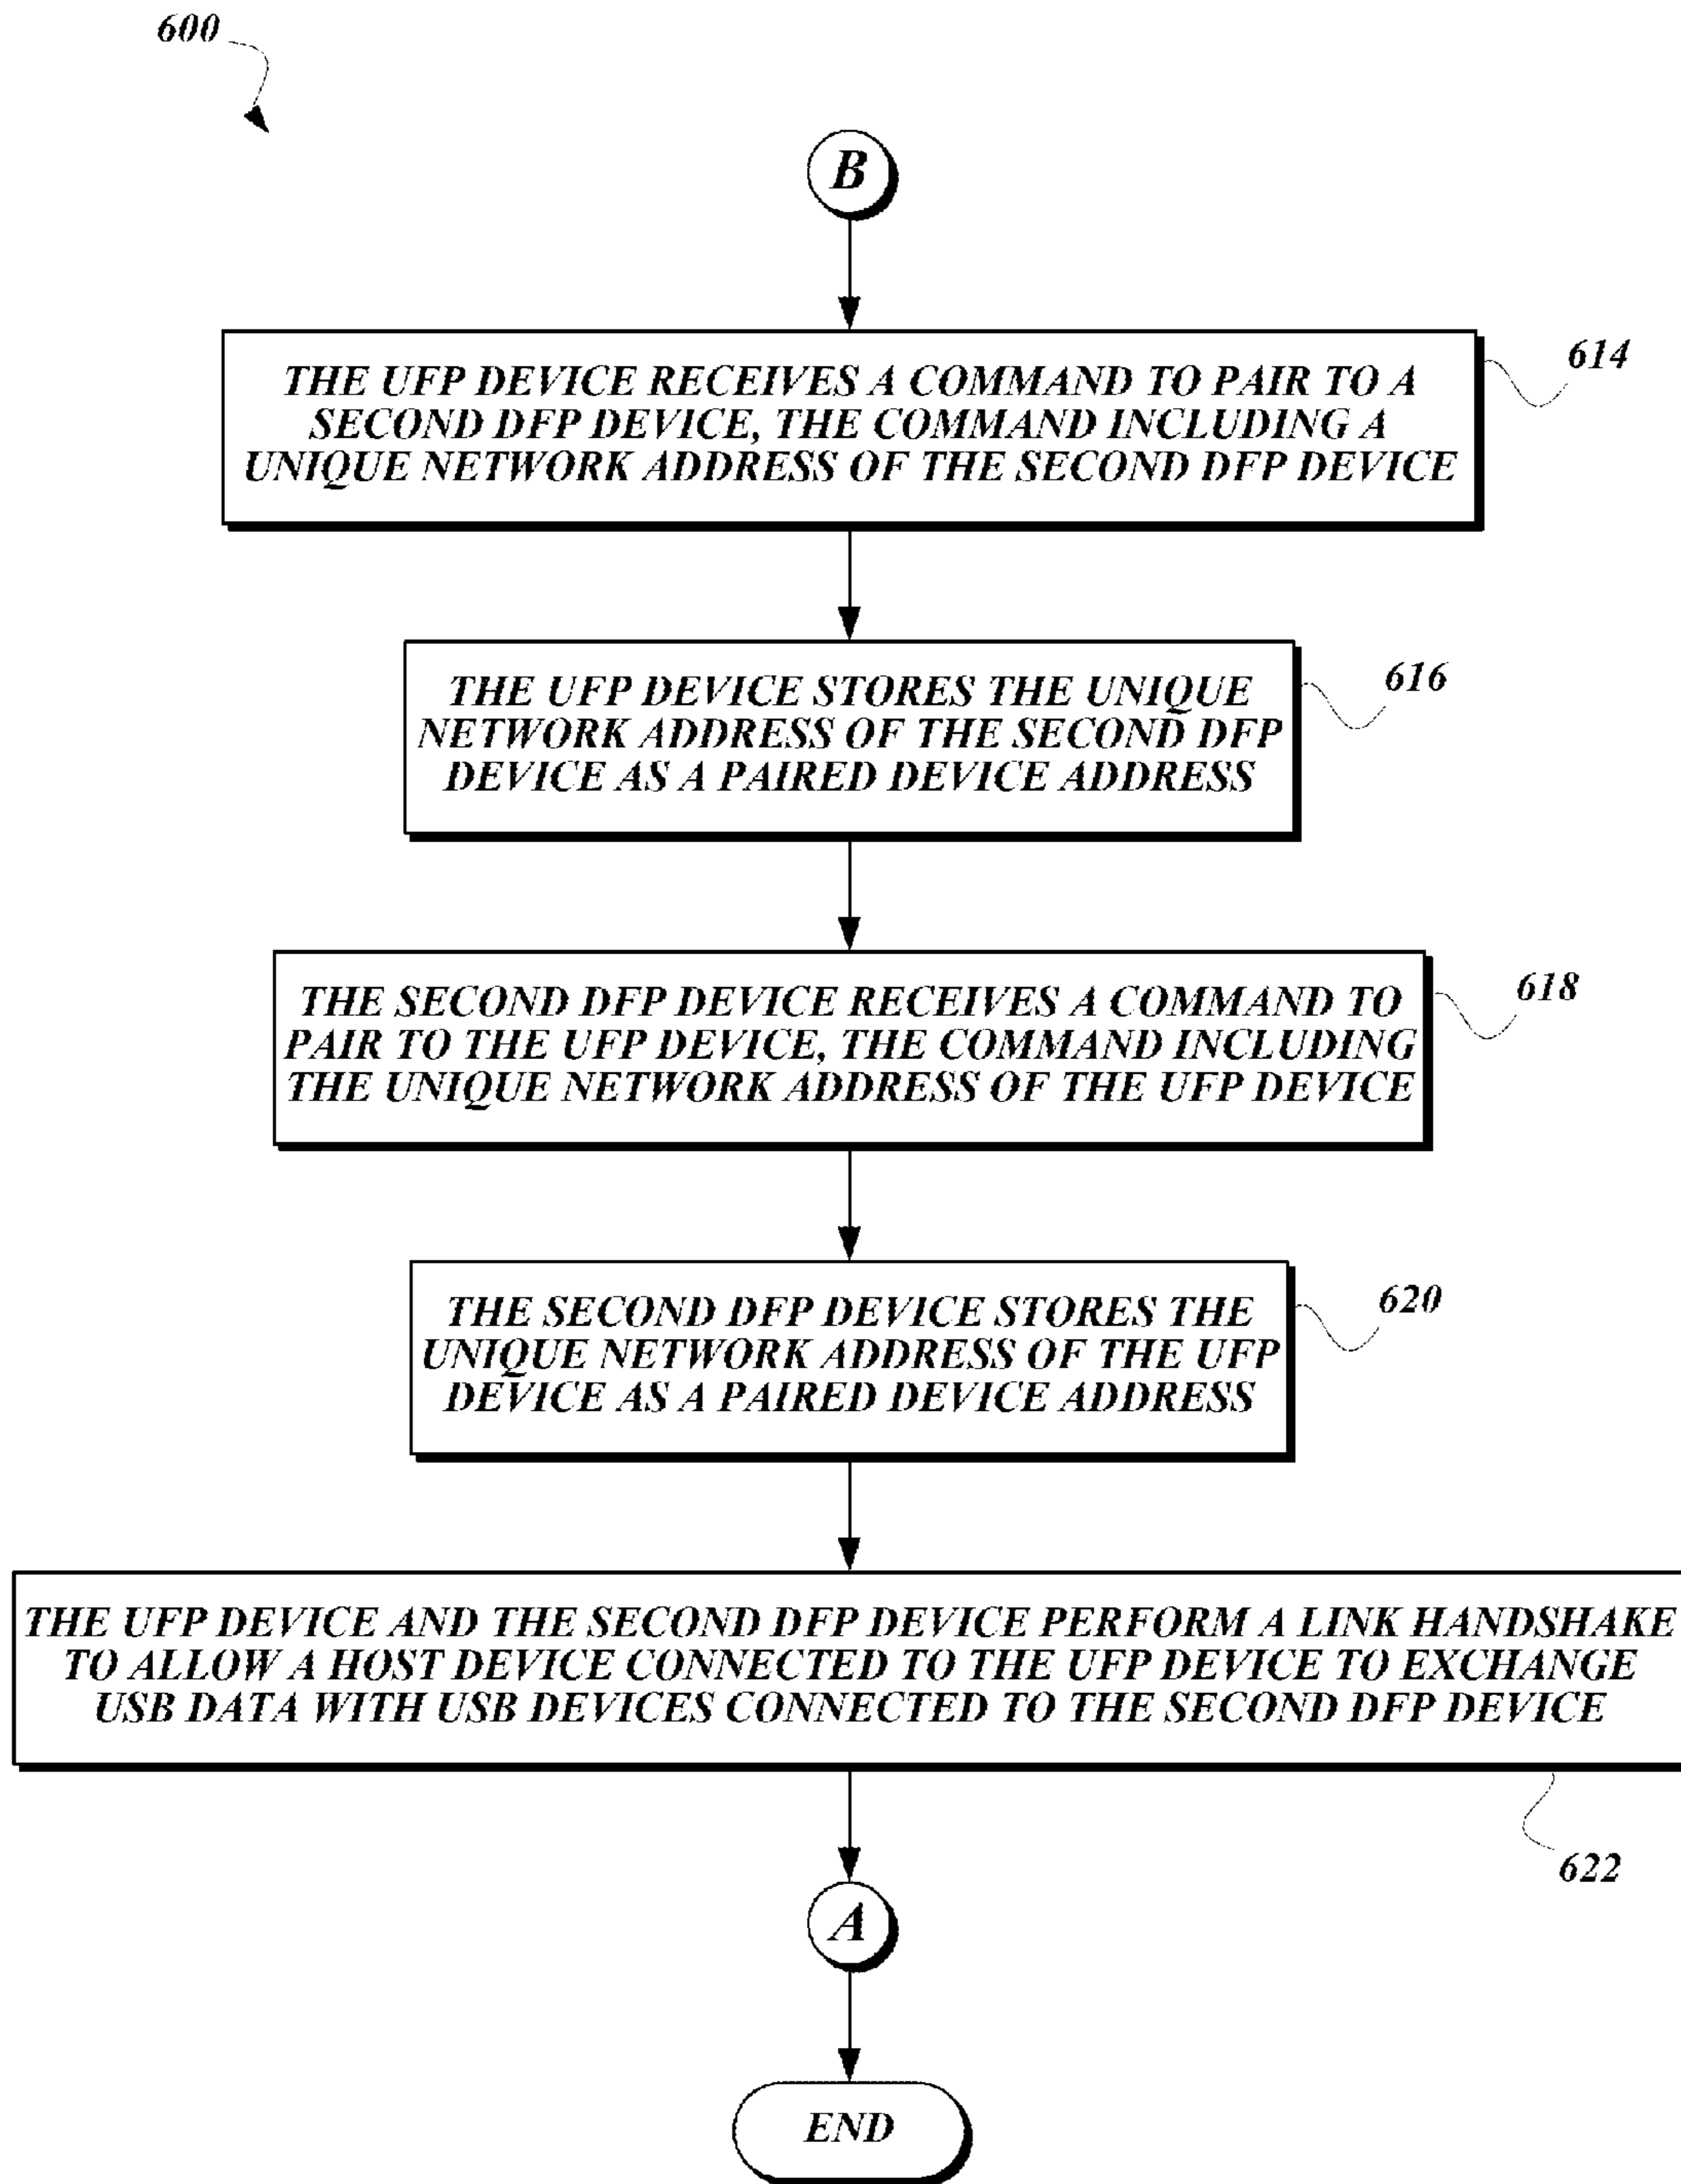 600
B
THE UFP DEVICE RECEIVES A COMMAND TO PAIR TO A
SECOND DFP DEVICE, THE COMMAND INCLUDING A
UNIQUE NETWORK ADDRESS OF THE SECOND DFP DEVICE
614
THE UFP DEVICE STORES THE UNIQUE
NETWORK ADDRESS OF THE SECOND DFP
DEVICE AS A PAIRED DEVICE ADDRESS
616
THE SECOND DFP DEVICE RECEIVES A COMMAND TO
PAIR TO THE UFP DEVICE, THE COMMAND INCLUDING
THE UNIQUE NETWORK ADDRESS OF THE UFP DEVICE
618
THE SECOND DFP DEVICE STORES THE
UNIQUE NETWORK ADDRESS OF THE UFP
DEVICE AS A PAIRED DEVICE ADDRESS
620
THE UFP DEVICE AND THE SECOND DFP DEVICE PERFORM A LINK HANDSHAKE
TO ALLOW A HOST DEVICE CONNECTED TO THE UFP DEVICE TO EXCHANGE
USB DATA WITH USB DEVICES CONNECTED TO THE SECOND DFP DEVICE
622
A
END